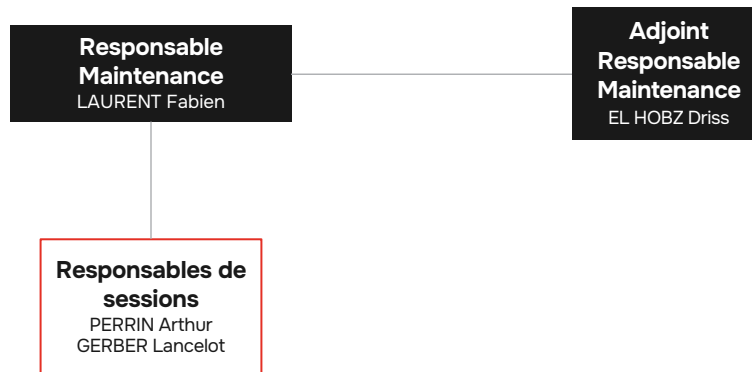 Responsable
Maintenance
LAURENT Fabien
Adjoint
Responsable
Maintenance
EL HOBZ Driss
Responsables de
sessions
PERRIN Arthur
GERBER Lancelot